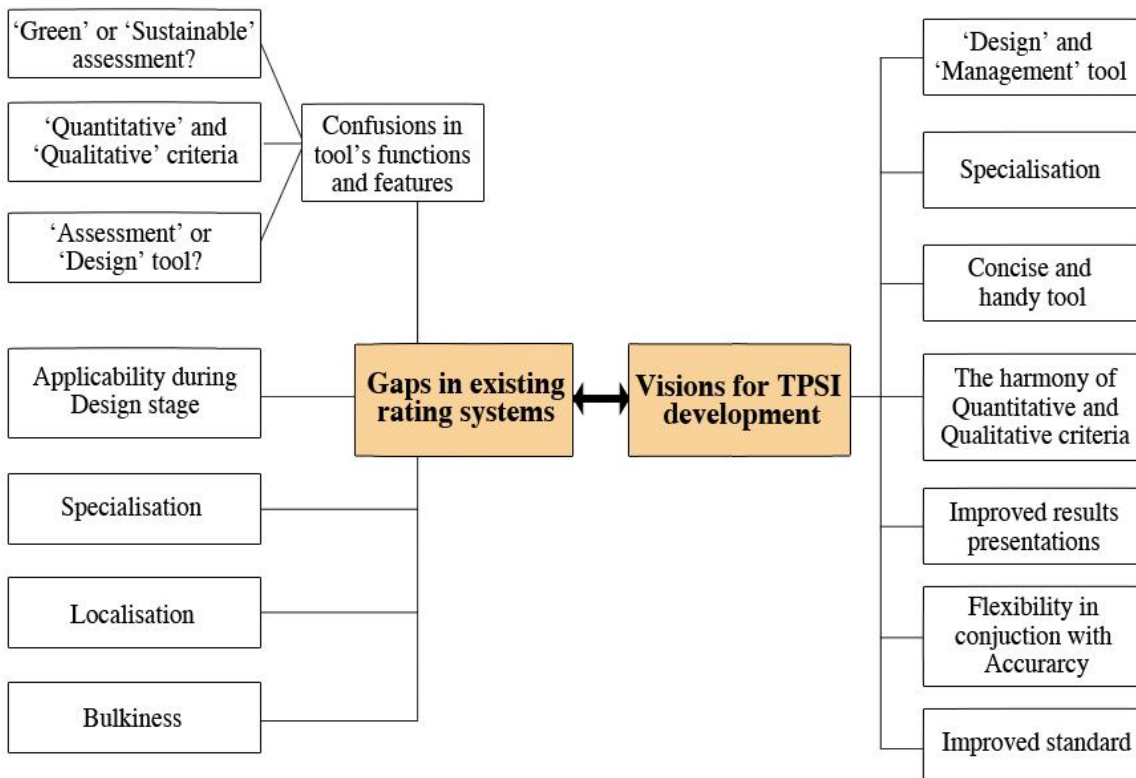 ‘Green’ or ‘Sustainable’
assessment?
‘Quantitative’ and
‘Qualitative’ criteria
‘Assessment’ or
‘Design’ tool?
Confusions in
tool’s functions
and features
Applicability during
Design stage
Specialisation
Localisation
Bulkiness
Gaps in existing
rating systems
Visions for TPSI
development
‘Design’ and
‘Management’ tool
Specialisation
Concise and
handy tool
The harmony of
Quantitative and
Qualitative criteria
Improved results
presentations
Flexibility in
conjuction with
Accurarcy
Improved standard